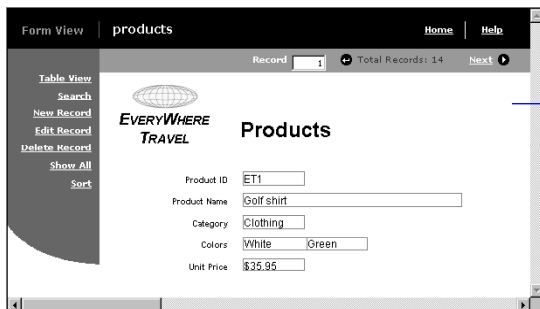 Form View products Home Help
Record 1 Total Records: 14 Next
Table View
Search
New Record
Edit Record
Delete Record
Show All
Sort
EVERYWHERE
TRAVEL
Products
Product ID ET1
Product Name Golf shirt
Category Clothing
Colors White Green
Unit Price $35.95